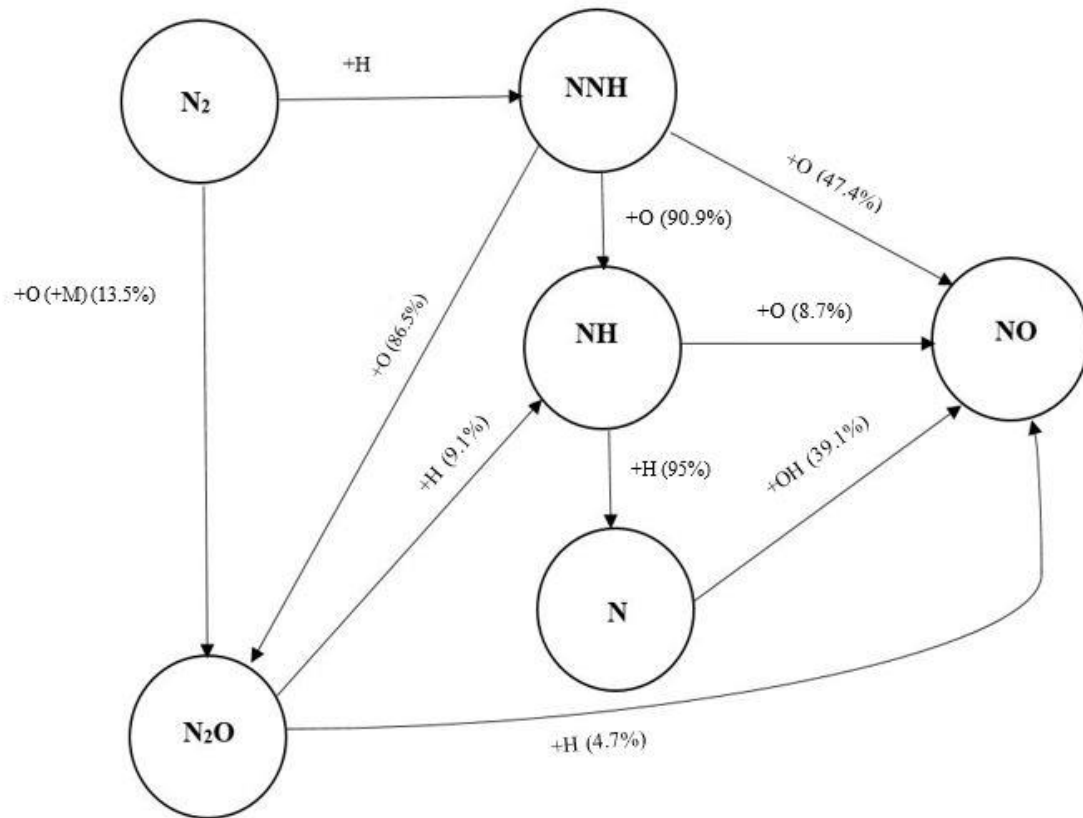 N₂
+H
NNH
+O (47.4%)
+O (90.9%)
+O (+M) (13.5%)
+O (86.5%)
NH
+O (8.7%)
NO
+H (9.1%)
+H (95%)
+OH (39.1%)
N
N₂O
+H (4.7%)